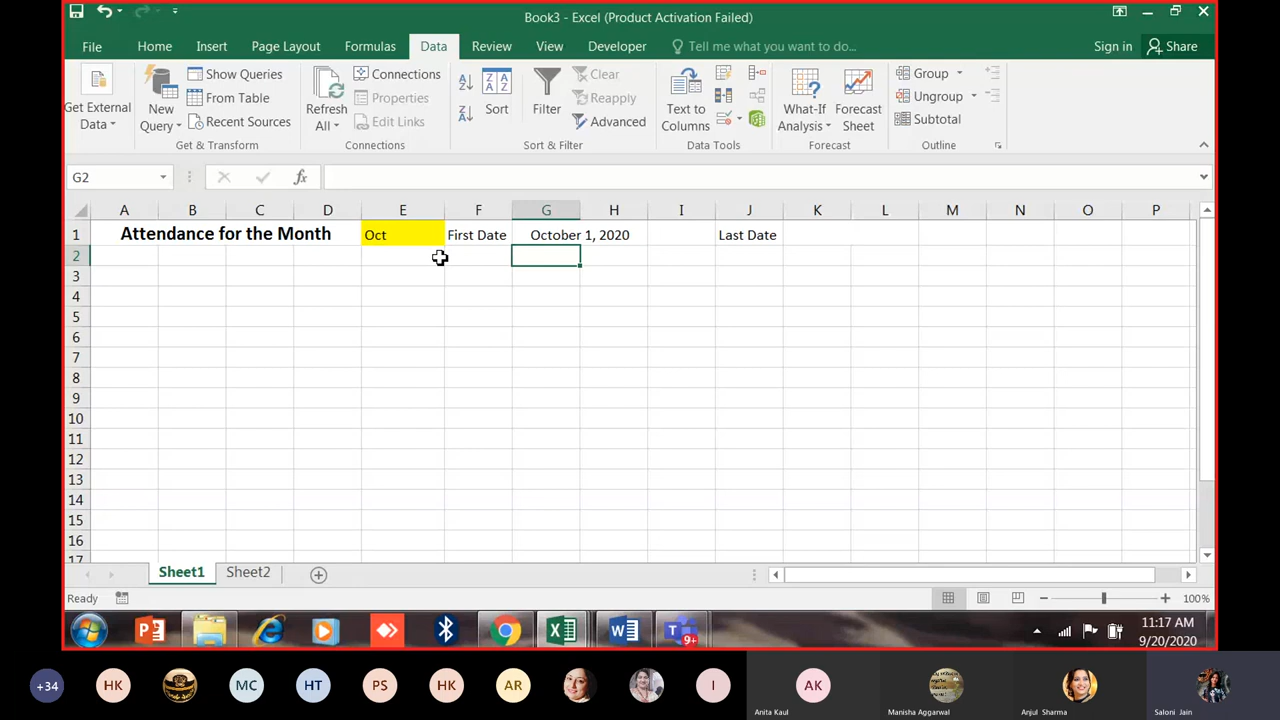 Book3 - Excel (Product Activation Failed)
File Home Insert Page Layout Formulas Data Review View Developer Tell me what you want to do... Sign in Share
Get External Data
New Query
Show Queries
From Table
Recent Sources
Get & Transform
Refresh All
Connections
Properties
Edit Links
Connections
Sort
Filter
Clear
Reapply
Advanced
Sort & Filter
Text to Columns
Data Tools
What-If Analysis
Forecast Sheet
Forecast
Group
Ungroup
Subtotal
Outline
G2 fx
A B C D E F G H I J K L M N O P
1 Attendance for the Month Oct First Date October 1, 2020 Last Date
2
3
4
5
6
7
8
9
10
11
12
13
14
15
16
17
Sheet1 Sheet2
Ready 100%
9+
11:17 AM
9/20/2020
+34 HK MC HT PS HK AR I AK
Anita Kaul Manisha Aggarwal Anjul Sharma Saloni Jain